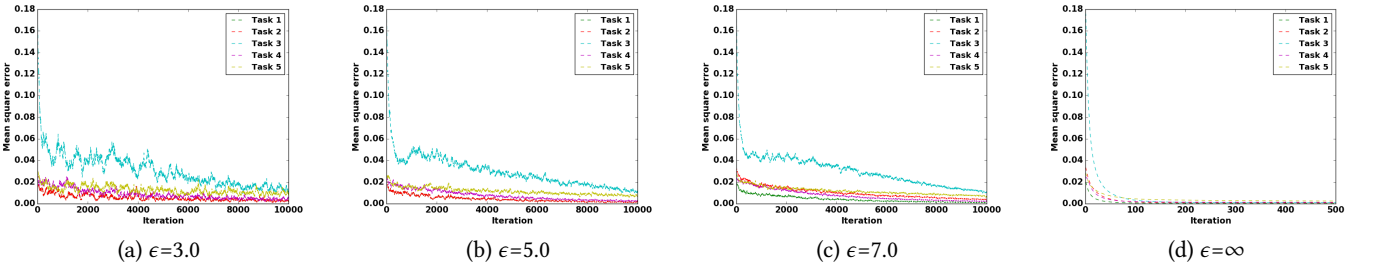 0.18
0.16
0.14
0.12
0.10
0.08
0.06
0.04
0.02
0.00
Mean square error
0
2000
4000
6000
8000
10000
Iteration
Task 1
Task 2
Task 3
Task 4
Task 5
(a) ϵ=3.0
0.18
0.16
0.14
0.12
0.10
0.08
0.06
0.04
0.02
0.00
Mean square error
0
2000
4000
6000
8000
10000
Iteration
Task 1
Task 2
Task 3
Task 4
Task 5
(b) ϵ=5.0
0.18
0.16
0.14
0.12
0.10
0.08
0.06
0.04
0.02
0.00
Mean square error
0
2000
4000
6000
8000
10000
Iteration
Task 1
Task 2
Task 3
Task 4
Task 5
(c) ϵ=7.0
0.18
0.16
0.14
0.12
0.10
0.08
0.06
0.04
0.02
0.00
Mean square error
0
100
200
300
400
500
Iteration
Task 1
Task 2
Task 3
Task 4
Task 5
(d) ϵ=∞